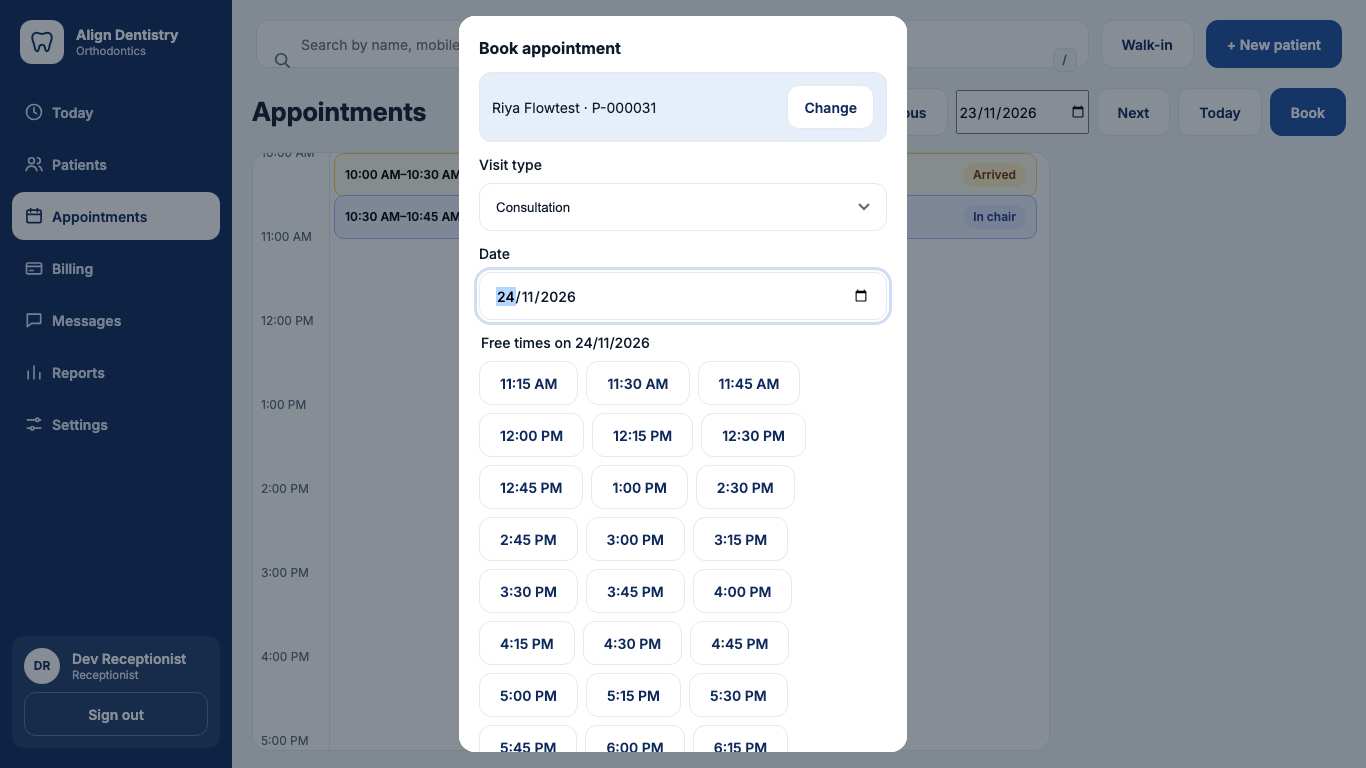 Align Dentistry
Orthodontics
Today
Patients
Appointments
Billing
Messages
Reports
Settings
DR
Dev Receptionist
Receptionist
Sign out
Search by name, mobile
/
Walk-in
+ New patient
Appointments
23/11/2026
Next
Today
Book
10:00 AM
10:00 AM–10:30 AM
Arrived
10:30 AM–10:45 AM
In chair
11:00 AM
12:00 PM
1:00 PM
2:00 PM
3:00 PM
4:00 PM
5:00 PM
Book appointment
Riya Flowtest · P-000031
Change
Visit type
Consultation
Date
24/11/2026
Free times on 24/11/2026
11:15 AM 11:30 AM 11:45 AM
12:00 PM 12:15 PM 12:30 PM
12:45 PM 1:00 PM 2:30 PM
2:45 PM 3:00 PM 3:15 PM
3:30 PM 3:45 PM 4:00 PM
4:15 PM 4:30 PM 4:45 PM
5:00 PM 5:15 PM 5:30 PM
5:45 PM 6:00 PM 6:15 PM